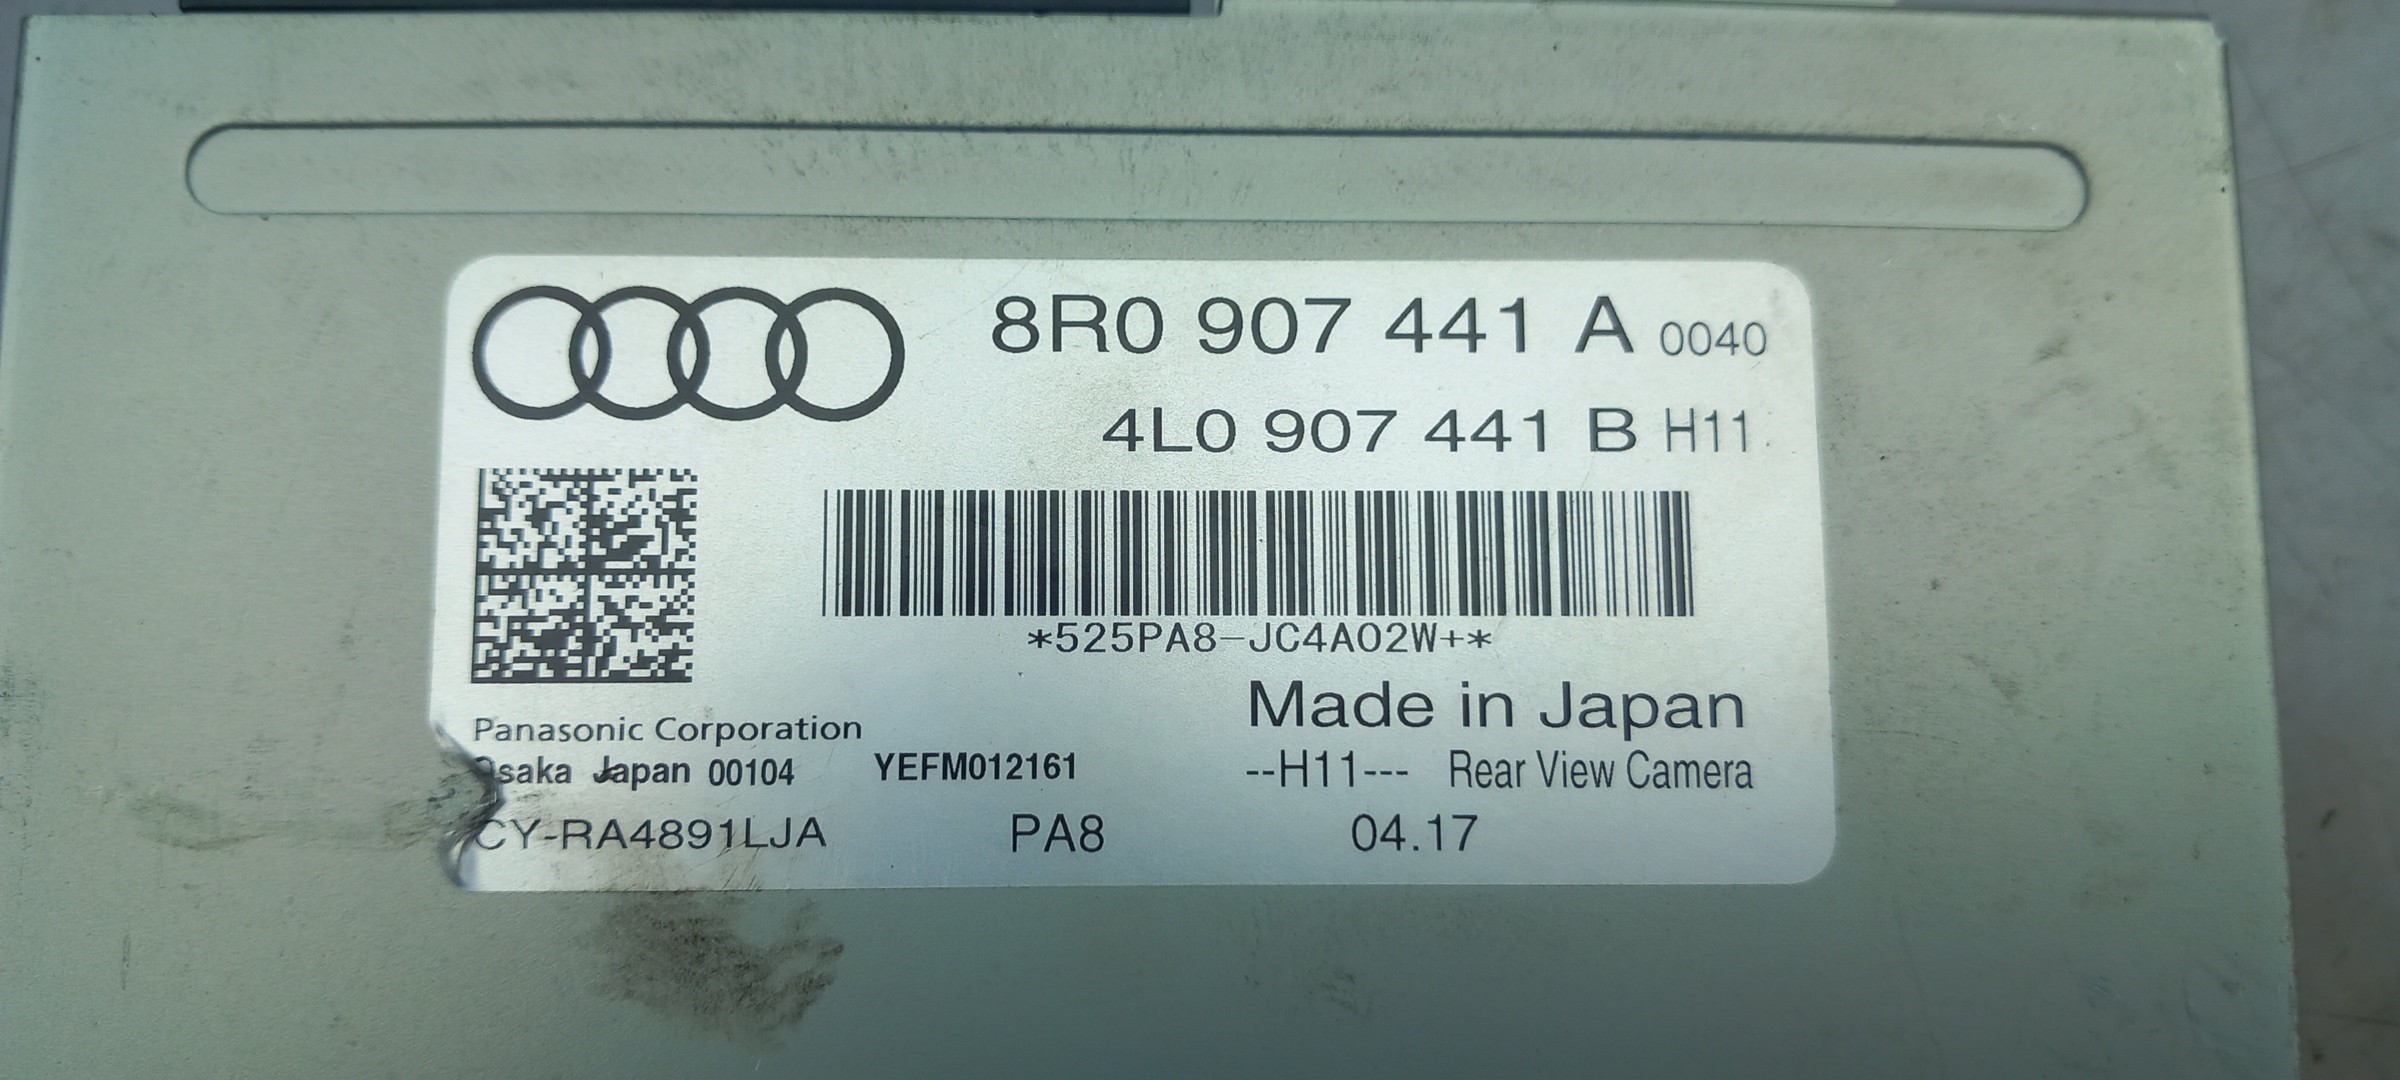 8R0 907 441 A 0040
4L0 907 441 B H11
*525PA8-JC4A02W+*
Made in Japan
Panasonic Corporation
Osaka Japan 00104 YEFM012161 --H11--- Rear View Camera
CY-RA4891LJA PA8 04.17